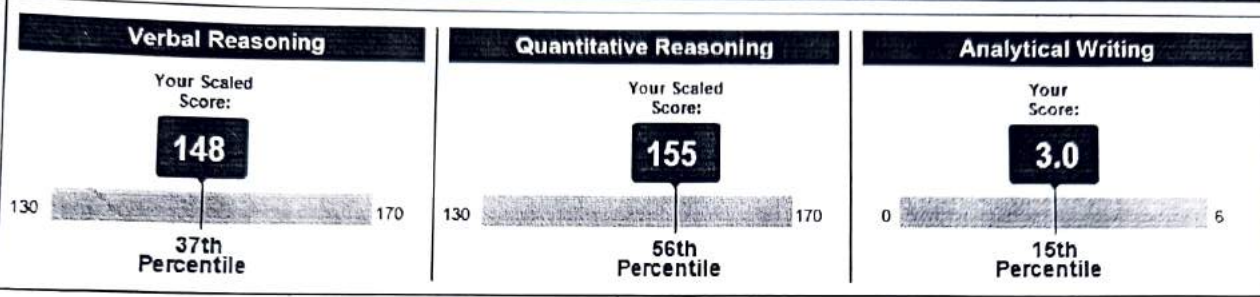 Verbal Reasoning
Your Scaled
Score:
148
130
170
37th
Percentile
Quantitative Reasoning
Your Scaled
Score:
155
130
170
56th
Percentile
Analytical Writing
Your
Score:
3.0
0
6
15th
Percentile